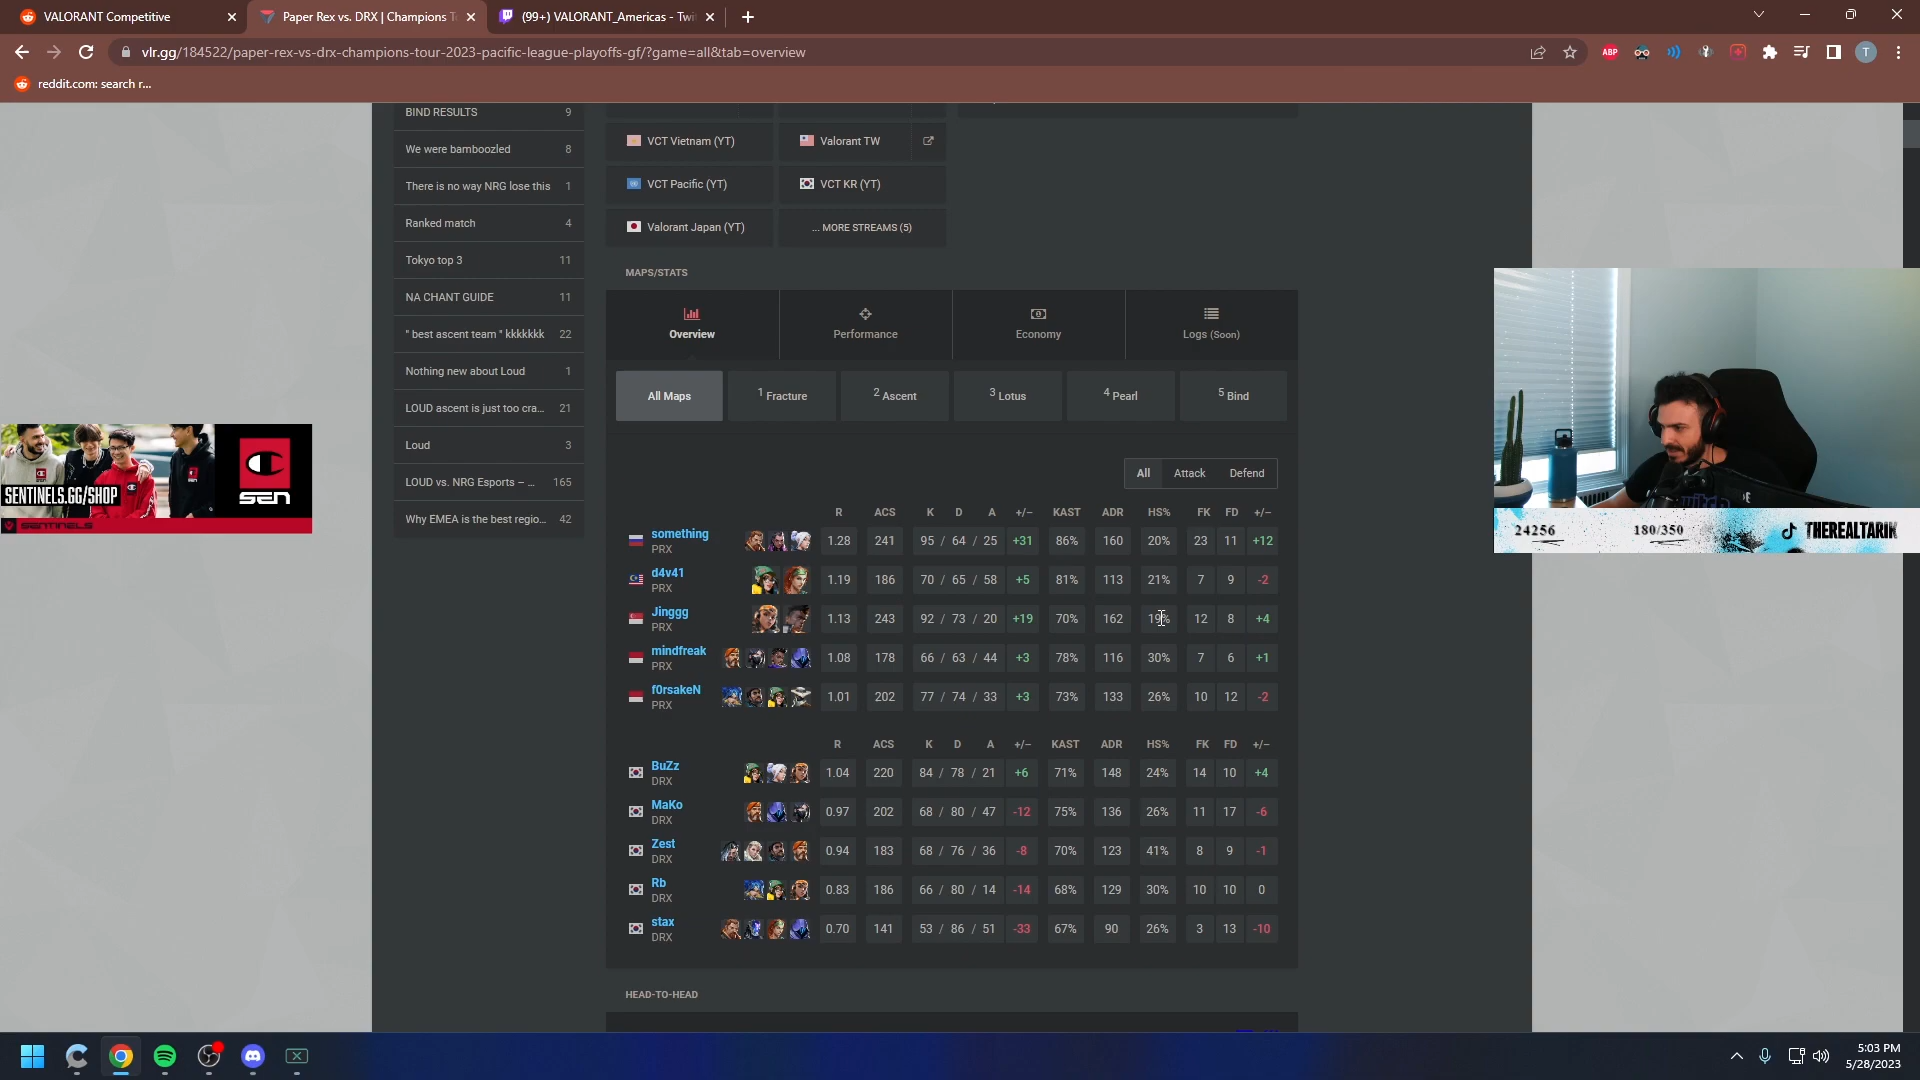 VALORANT Competitive
Paper Rex vs. DRX | Champions T
(99+) VALORANT_Americas - Twi
vlr.gg/184522/paper-rex-vs-drx-champions-tour-2023-pacific-league-playoffs-gf/?game=all&tab=overview
ABP
T
reddit.com: search r...
BIND RESULTS 9
We were bamboozled 8
There is no way NRG lose this 1
Ranked match 4
Tokyo top 3 11
NA CHANT GUIDE 11
" best ascent team " kkkkkkk 22
Nothing new about Loud 1
LOUD ascent is just too cra... 21
Loud 3
LOUD vs. NRG Esports – ... 165
Why EMEA is the best regio... 42
VCT Vietnam (YT) Valorant TW
VCT Pacific (YT) VCT KR (YT)
Valorant Japan (YT) ... MORE STREAMS (5)
MAPS/STATS
Overview Performance Economy Logs (Soon)
All Maps 1 Fracture 2 Ascent 3 Lotus 4 Pearl 5 Bind
All Attack Defend
R ACS K D A +/– KAST ADR HS% FK FD +/–
something PRX 1.28 241 95 / 64 / 25 +31 86% 160 20% 23 11 +12
d4v41 PRX 1.19 186 70 / 65 / 58 +5 81% 113 21% 7 9 -2
Jinggg PRX 1.13 243 92 / 73 / 20 +19 70% 162 19% 12 8 +4
mindfreak PRX 1.08 178 66 / 63 / 44 +3 78% 116 30% 7 6 +1
f0rsakeN PRX 1.01 202 77 / 74 / 33 +3 73% 133 26% 10 12 -2
R ACS K D A +/– KAST ADR HS% FK FD +/–
BuZz DRX 1.04 220 84 / 78 / 21 +6 71% 148 24% 14 10 +4
MaKo DRX 0.97 202 68 / 80 / 47 -12 75% 136 26% 11 17 -6
Zest DRX 0.94 183 68 / 76 / 36 -8 70% 123 41% 8 9 -1
Rb DRX 0.83 186 66 / 80 / 14 -14 68% 129 30% 10 10 0
stax DRX 0.70 141 53 / 86 / 51 -33 67% 90 26% 3 13 -10
HEAD-TO-HEAD
SENTINELS.GG/SHOP
SEN
SENTINELS
24256 180/350 THEREALTARIK
5:03 PM
5/28/2023